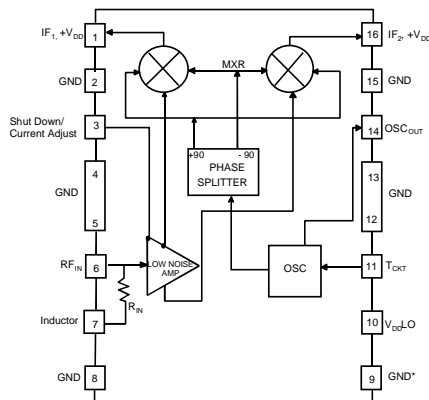 IF1, +VDD
1
16
IF2, +VDD
MXR
GND
2
15
GND
Shut Down/
Current Adjust
3
14
OSCOUT
+90
- 90
PHASE
SPLITTER
GND
4
5
13
12
GND
RFIN
6
LOW NOISE
AMP
OSC
11
TCKT
RIN
Inductor
7
10
VDDLO
GND
8
9
GND*